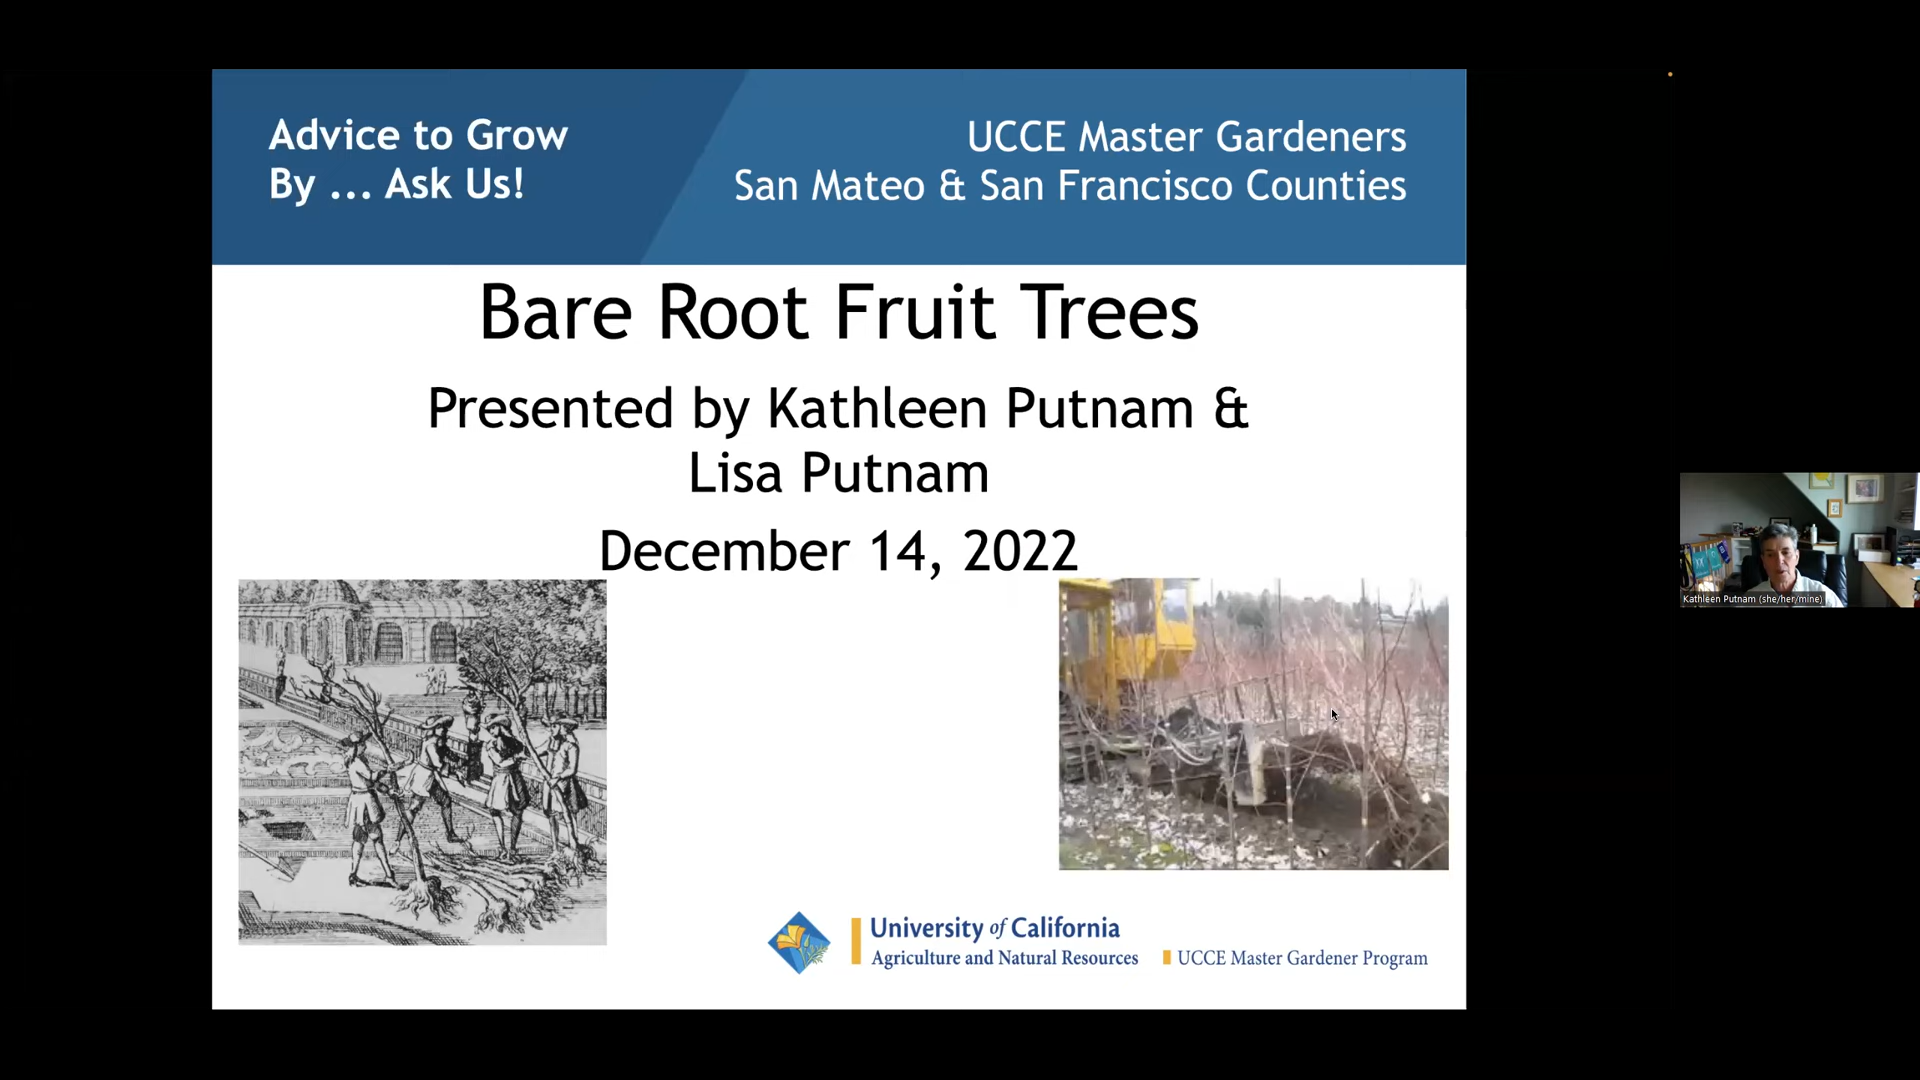 Advice to Grow
By ... Ask Us!
UCCE Master Gardeners
San Mateo & San Francisco Counties
Bare Root Fruit Trees
Presented by Kathleen Putnam &
Lisa Putnam
December 14, 2022
University of California
Agriculture and Natural Resources
UCCE Master Gardener Program
Kathleen Putnam (she/her/mine)